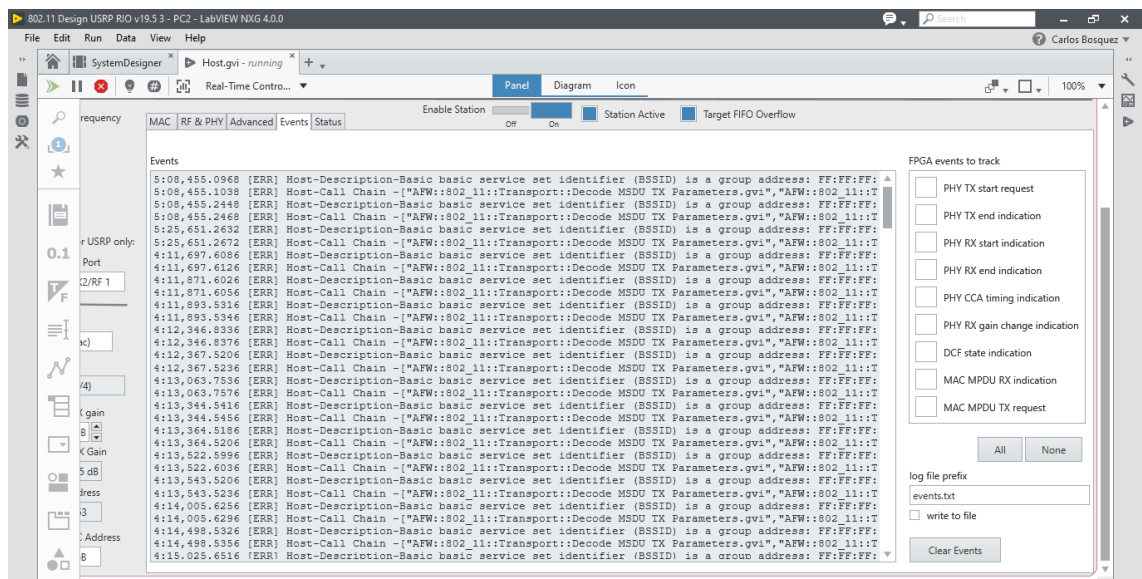 802.11 Design USRP RIO v19.5 3 - PC2 - LabVIEW NXG 4.0.0
Search
File Edit Run Data View Help
Carlos Bosquez
SystemDesigner
Host.gvi - running
Real-Time Contro...
Panel Diagram Icon
100%
requency
MAC RF & PHY Advanced Events Status
Enable Station
Off On
Station Active
Target FIFO Overflow
Events
5:08,455.0968 [ERR] Host-Description-Basic basic service set identifier (BSSID) is a group address: FF:FF:FF:
5:08,455.1038 [ERR] Host-Call Chain -["AFW::802_11::Transport::Decode MSDU TX Parameters.gvi","AFW::802_11::T
5:08,455.2448 [ERR] Host-Description-Basic basic service set identifier (BSSID) is a group address: FF:FF:FF:
5:08,455.2468 [ERR] Host-Call Chain -["AFW::802_11::Transport::Decode MSDU TX Parameters.gvi","AFW::802_11::T
5:25,651.2632 [ERR] Host-Description-Basic basic service set identifier (BSSID) is a group address: FF:FF:FF:
5:25,651.2672 [ERR] Host-Call Chain -["AFW::802_11::Transport::Decode MSDU TX Parameters.gvi","AFW::802_11::T
4:11,697.6086 [ERR] Host-Description-Basic basic service set identifier (BSSID) is a group address: FF:FF:FF:
4:11,697.6126 [ERR] Host-Call Chain -["AFW::802_11::Transport::Decode MSDU TX Parameters.gvi","AFW::802_11::T
4:11,871.6026 [ERR] Host-Description-Basic basic service set identifier (BSSID) is a group address: FF:FF:FF:
4:11,871.6056 [ERR] Host-Call Chain -["AFW::802_11::Transport::Decode MSDU TX Parameters.gvi","AFW::802_11::T
4:11,893.5316 [ERR] Host-Description-Basic basic service set identifier (BSSID) is a group address: FF:FF:FF:
4:11,893.5346 [ERR] Host-Call Chain -["AFW::802_11::Transport::Decode MSDU TX Parameters.gvi","AFW::802_11::T
4:12,346.8336 [ERR] Host-Description-Basic basic service set identifier (BSSID) is a group address: FF:FF:FF:
4:12,346.8376 [ERR] Host-Call Chain -["AFW::802_11::Transport::Decode MSDU TX Parameters.gvi","AFW::802_11::T
4:12,367.5206 [ERR] Host-Description-Basic basic service set identifier (BSSID) is a group address: FF:FF:FF:
4:12,367.5236 [ERR] Host-Call Chain -["AFW::802_11::Transport::Decode MSDU TX Parameters.gvi","AFW::802_11::T
4:13,063.7536 [ERR] Host-Description-Basic basic service set identifier (BSSID) is a group address: FF:FF:FF:
4:13,063.7576 [ERR] Host-Call Chain -["AFW::802_11::Transport::Decode MSDU TX Parameters.gvi","AFW::802_11::T
4:13,344.5416 [ERR] Host-Description-Basic basic service set identifier (BSSID) is a group address: FF:FF:FF:
4:13,344.5456 [ERR] Host-Call Chain -["AFW::802_11::Transport::Decode MSDU TX Parameters.gvi","AFW::802_11::T
4:13,364.5186 [ERR] Host-Description-Basic basic service set identifier (BSSID) is a group address: FF:FF:FF:
4:13,364.5206 [ERR] Host-Call Chain -["AFW::802_11::Transport::Decode MSDU TX Parameters.gvi","AFW::802_11::T
4:13,522.5996 [ERR] Host-Description-Basic basic service set identifier (BSSID) is a group address: FF:FF:FF:
4:13,522.6036 [ERR] Host-Call Chain -["AFW::802_11::Transport::Decode MSDU TX Parameters.gvi","AFW::802_11::T
4:13,543.5206 [ERR] Host-Description-Basic basic service set identifier (BSSID) is a group address: FF:FF:FF:
4:13,543.5236 [ERR] Host-Call Chain -["AFW::802_11::Transport::Decode MSDU TX Parameters.gvi","AFW::802_11::T
4:14,005.6256 [ERR] Host-Description-Basic basic service set identifier (BSSID) is a group address: FF:FF:FF:
4:14,005.6296 [ERR] Host-Call Chain -["AFW::802_11::Transport::Decode MSDU TX Parameters.gvi","AFW::802_11::T
4:14,498.5326 [ERR] Host-Description-Basic basic service set identifier (BSSID) is a group address: FF:FF:FF:
4:14,498.5356 [ERR] Host-Call Chain -["AFW::802_11::Transport::Decode MSDU TX Parameters.gvi","AFW::802_11::T
4:15.025.6516 [ERR] Host-Description-Basic basic service set identifier (BSSID) is a group address: FF:FF:FF:
FPGA events to track
PHY TX start request
PHY TX end indication
PHY RX start indication
PHY RX end indication
PHY CCA timing indication
PHY RX gain change indication
DCF state indication
MAC MPDU RX indication
MAC MPDU TX request
All None
log file prefix
events.txt
write to file
Clear Events
0.1
r USRP only:
Port
X2/RF 1
ac)
/4)
X gain
B
X Gain
5 dB
dress
53
C Address
B